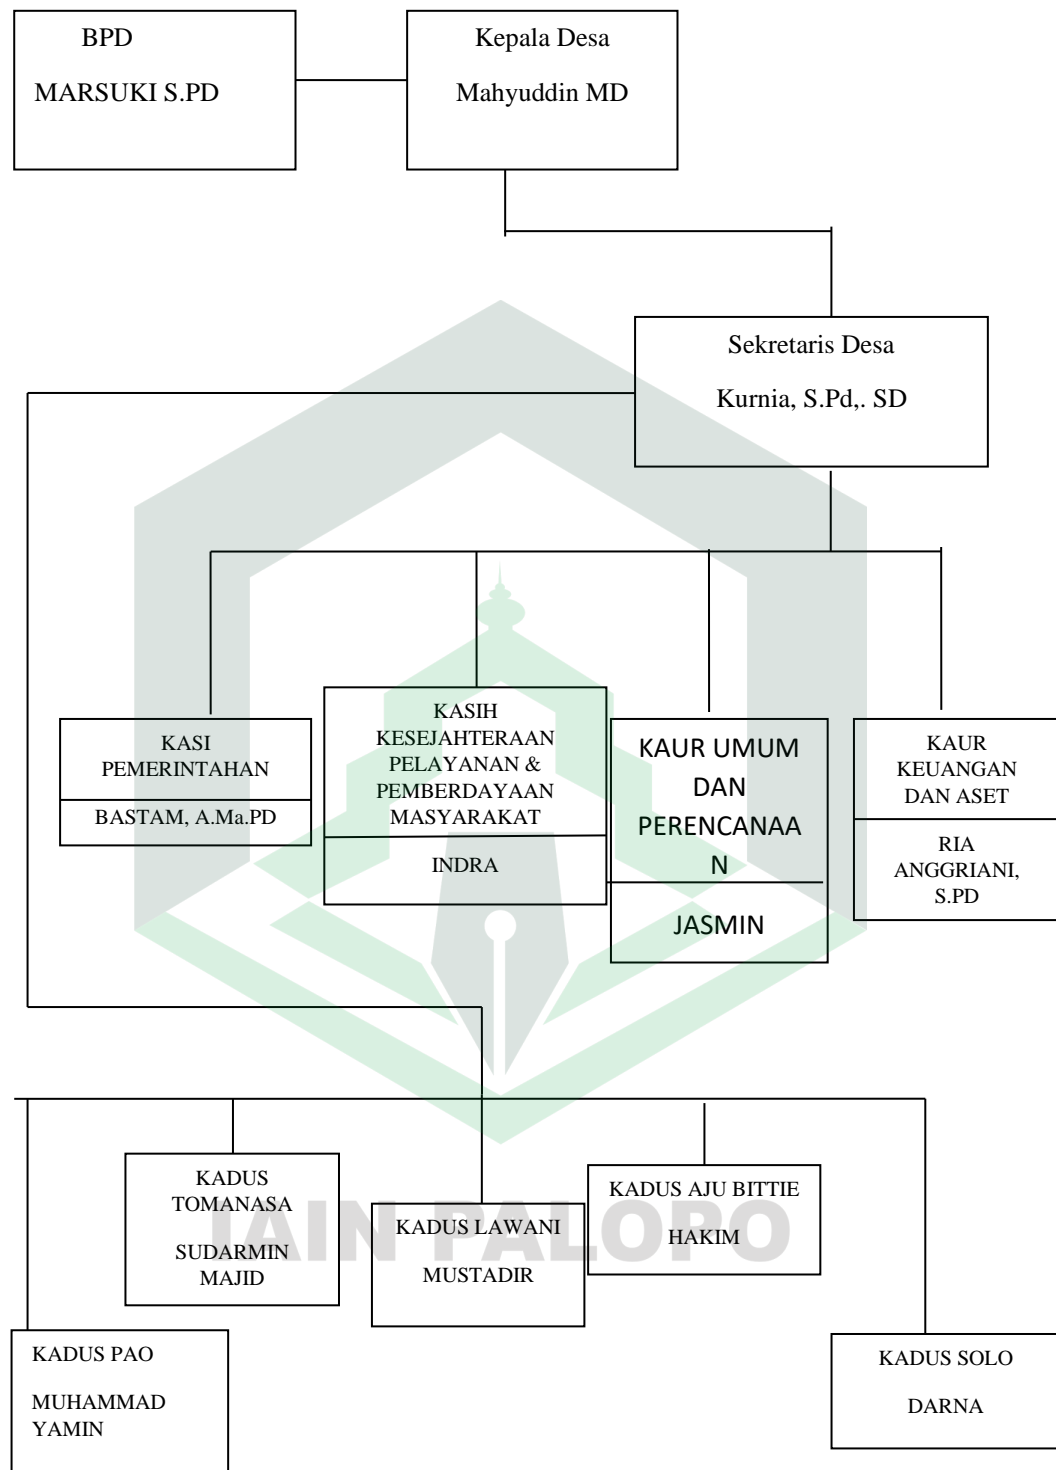 BPD
MARSUKI S.PD
Kepala Desa
Mahyuddin MD
Sekretaris Desa
Kurnia, S.Pd,. SD
KASI
PEMERINTAHAN
BASTAM, A.Ma.PD
KASIH
KESEJAHTERAAN
PELAYANAN &
PEMBERDAYAAN
MASYARAKAT
INDRA
KAUR UMUM
DAN
PERENCANAA
N
JASMIN
KAUR
KEUANGAN
DAN ASET
RIA
ANGGRIANI,
S.PD
KADUS
TOMANASA
SUDARMIN
MAJID
KADUS LAWANI
MUSTADIR
KADUS AJU BITTIE
HAKIM
IAIN PALOPO
KADUS PAO
MUHAMMAD
YAMIN
KADUS SOLO
DARNA